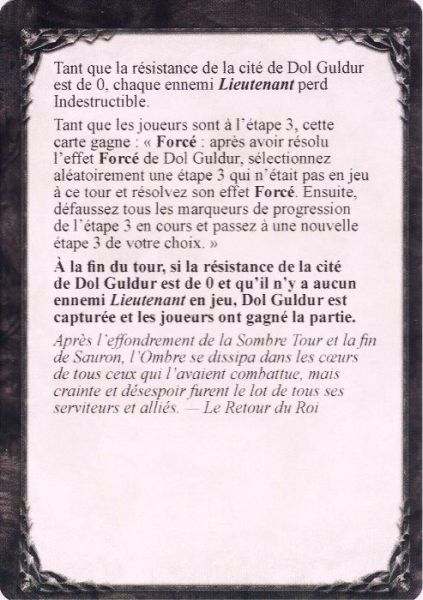 Tant que la résistance de la cité de Dol Guldur
est de 0, chaque ennemi Lieutenant perd
Indestructible.
Tant que les joueurs sont à l'étape 3, cette
carte gagne : « Forcé : après avoir résolu
l'effet Forcé de Dol Guldur, sélectionnez
aléatoirement une étape 3 qui n'était pas en jeu
à ce tour et résolvez son effet Forcé. Ensuite,
défaussez tous les marqueurs de progression
de l'étape 3 en cours et passez à une nouvelle
étape 3 de votre choix. »
À la fin du tour, si la résistance de la cité
de Dol Guldur est de 0 et qu'il n'y a aucun
ennemi Lieutenant en jeu, Dol Guldur est
capturée et les joueurs ont gagné la partie.
Après l'effondrement de la Sombre Tour et la fin
de Sauron, l'Ombre se dissipa dans les cœurs
de tous ceux qui l'avaient combattue, mais
crainte et désespoir furent le lot de tous ses
serviteurs et alliés. — Le Retour du Roi